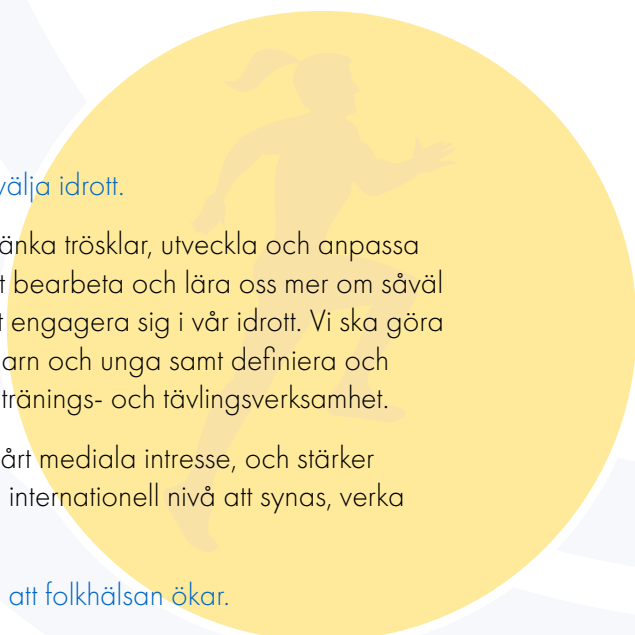 välja idrott.
änka trösklar, utveckla och anpassa
t bearbeta och lära oss mer om såväl
t engagera sig i vår idrott. Vi ska göra
arn och unga samt definiera och
tränings- och tävlingsverksamhet.
årt mediala intresse, och stärker
internationell nivå att synas, verka
att folkhälsan ökar.